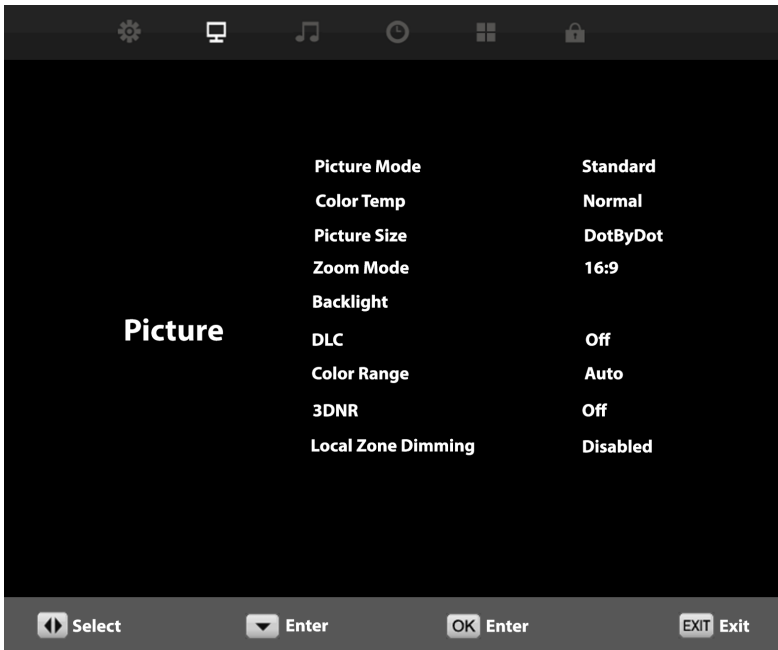 Picture Mode Standard
Color Temp Normal
Picture Size DotByDot
Zoom Mode 16:9
Backlight
Picture
DLC Off
Color Range Auto
3DNR Off
Local Zone Dimming Disabled
Select Enter OK Enter EXIT Exit